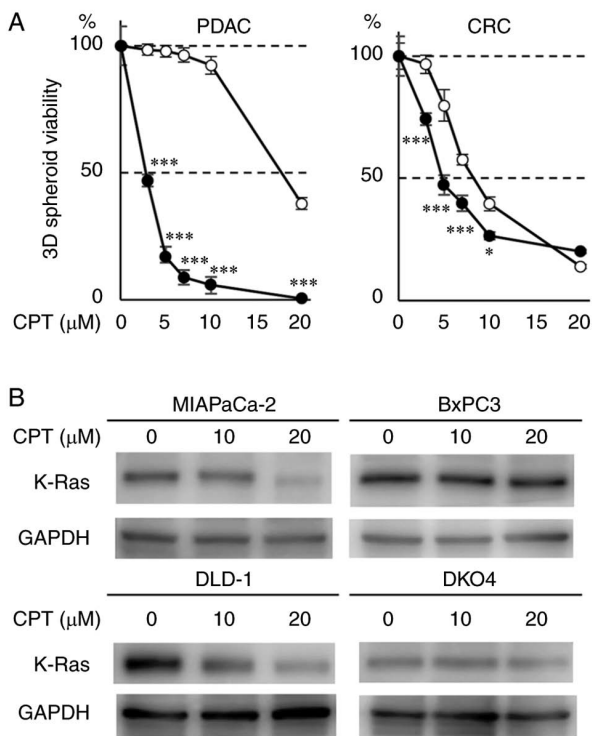 A
% PDAC % CRC
100 100
*** ***
50 50
*** ***
*** ***
*** *** *
3D spheroid viability
0 0
CPT (μM) 0 5 10 15 20 0 5 10 15 20
B
MIAPaCa-2 BxPC3
CPT (μM) 0 10 20 0 10 20
K-Ras
GAPDH
DLD-1 DKO4
CPT (μM) 0 10 20 0 10 20
K-Ras
GAPDH